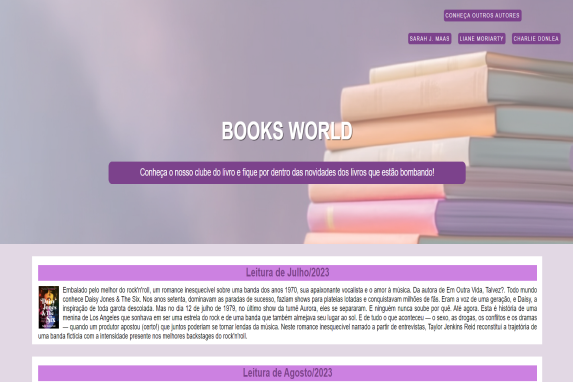 CONHEÇA OUTROS AUTORES
SARAH J. MAAS LIANE MORIARTY CHARLIE DONLEA
BOOKS WORLD
Conheça o nosso clube do livro e fique por dentro das novidades dos livros que estão bombando!
Leitura de Julho/2023
Embalado pelo melhor do rock'n'roll, um romance inesquecível sobre uma banda dos anos 1970, sua apaixonante vocalista e o amor à música. Da autora de Em Outra Vida, Talvez?. Todo mundo
conhece Daisy Jones & The Six. Nos anos setenta, dominavam as paradas de sucesso, faziam shows para plateias lotadas e conquistavam milhões de fãs. Eram a voz de uma geração, e Daisy, a
inspiração de toda garota descolada. Mas no dia 12 de julho de 1979, no último show da turnê Aurora, eles se separaram. E ninguém nunca soube por quê. Até agora. Esta é história de uma
menina de Los Angeles que sonhava em ser uma estrela do rock e de uma banda que também almejava seu lugar ao sol. E de tudo o que aconteceu — o sexo, as drogas, os conflitos e os dramas
— quando um produtor apostou (certo!) que juntos poderiam se tornar lendas da música. Neste romance inesquecível narrado a partir de entrevistas, Taylor Jenkins Reid reconstitui a trajetória de
uma banda fictícia com a intensidade presente nos melhores backstages do rock'n'roll.
Leitura de Agosto/2023